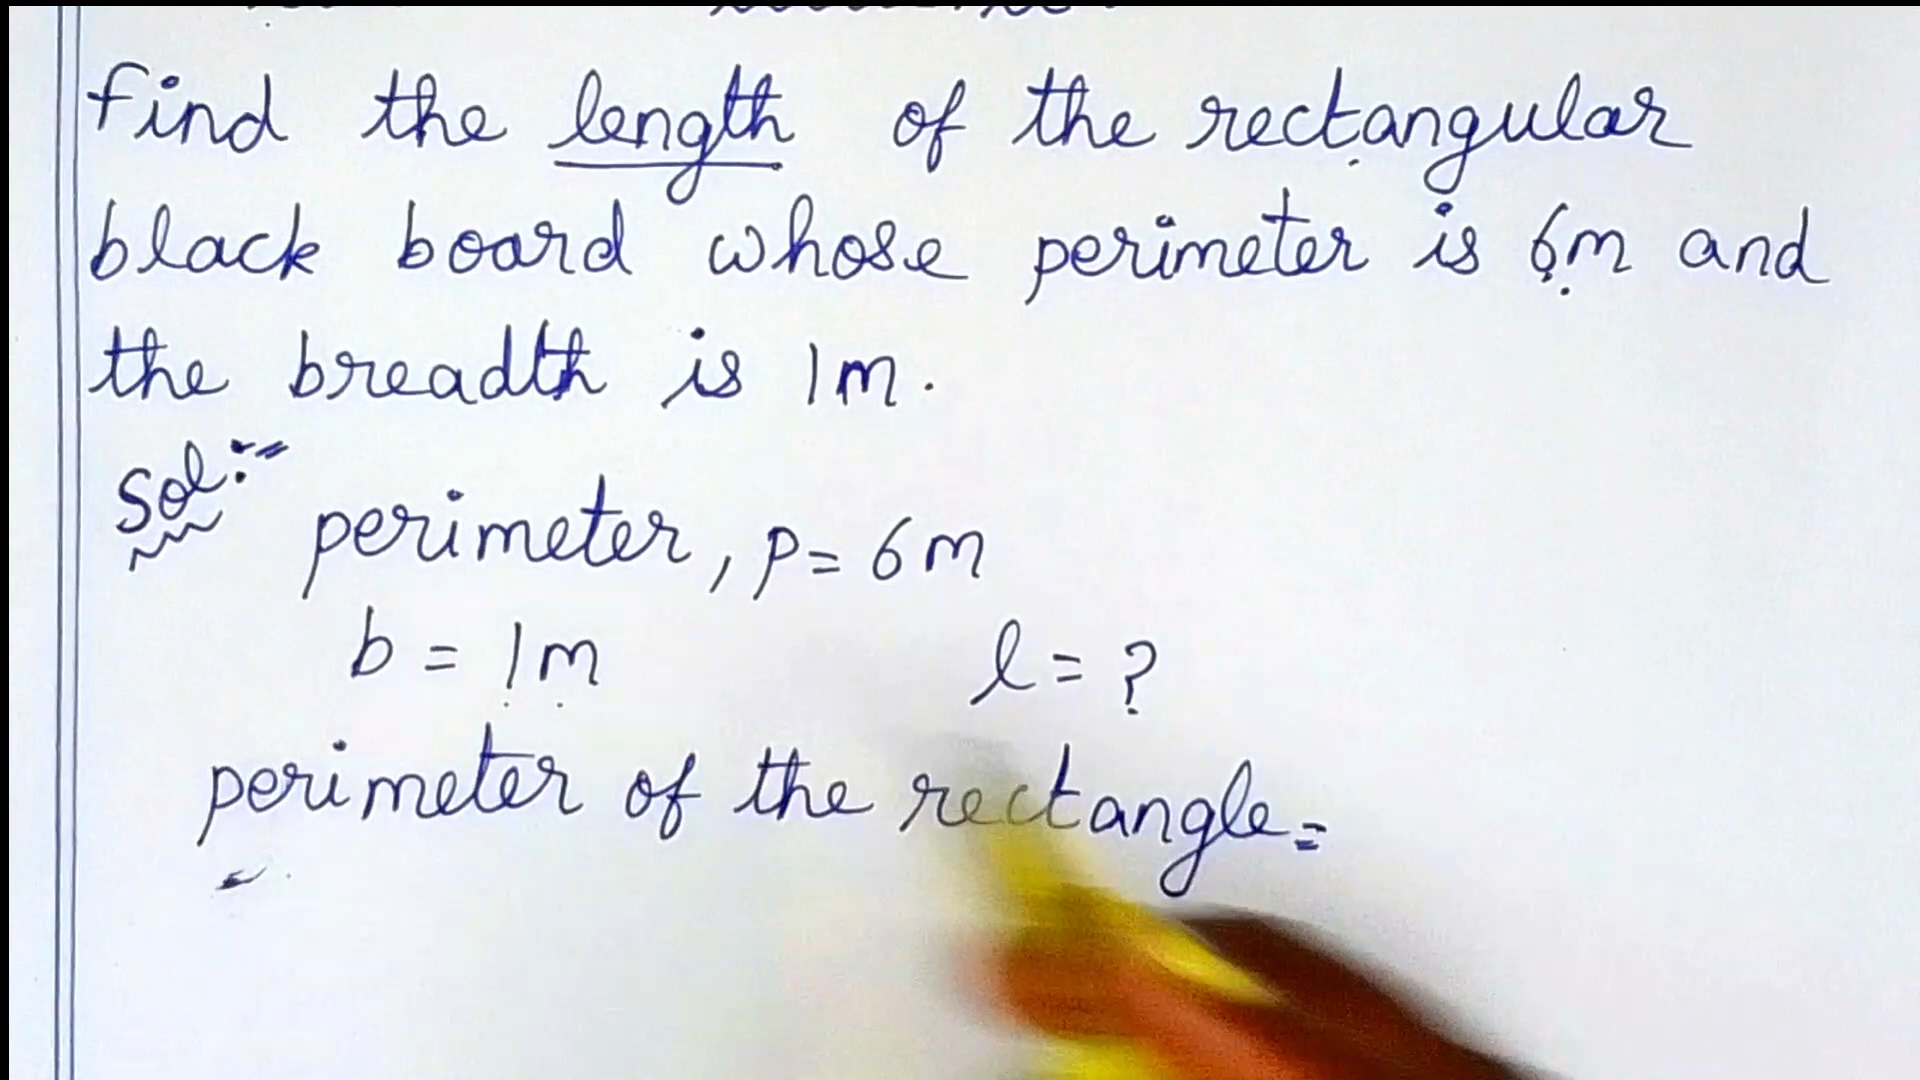 find the length of the rectangular
black board whose perimeter is 6m and
the breadth is 1m.
Sol:-
perimeter, p = 6m
b = 1m l = ?
perimeter of the rectangle =